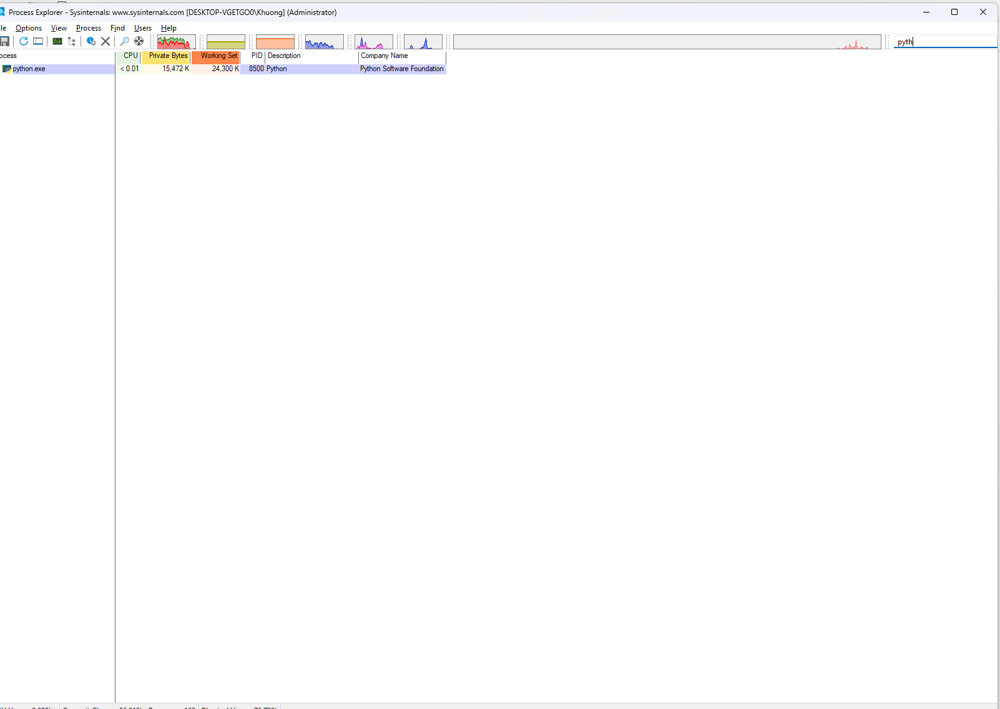 Process Explorer - Sysinternals: www.sysinternals.com [DESKTOP-VGETGO0\Khuong] (Administrator)
ile Options View Process Find Users Help
pyth
ocess CPU Private Bytes Working Set PID Description Company Name
python.exe < 0.01 15,472 K 24,300 K 8500 Python Python Software Foundation